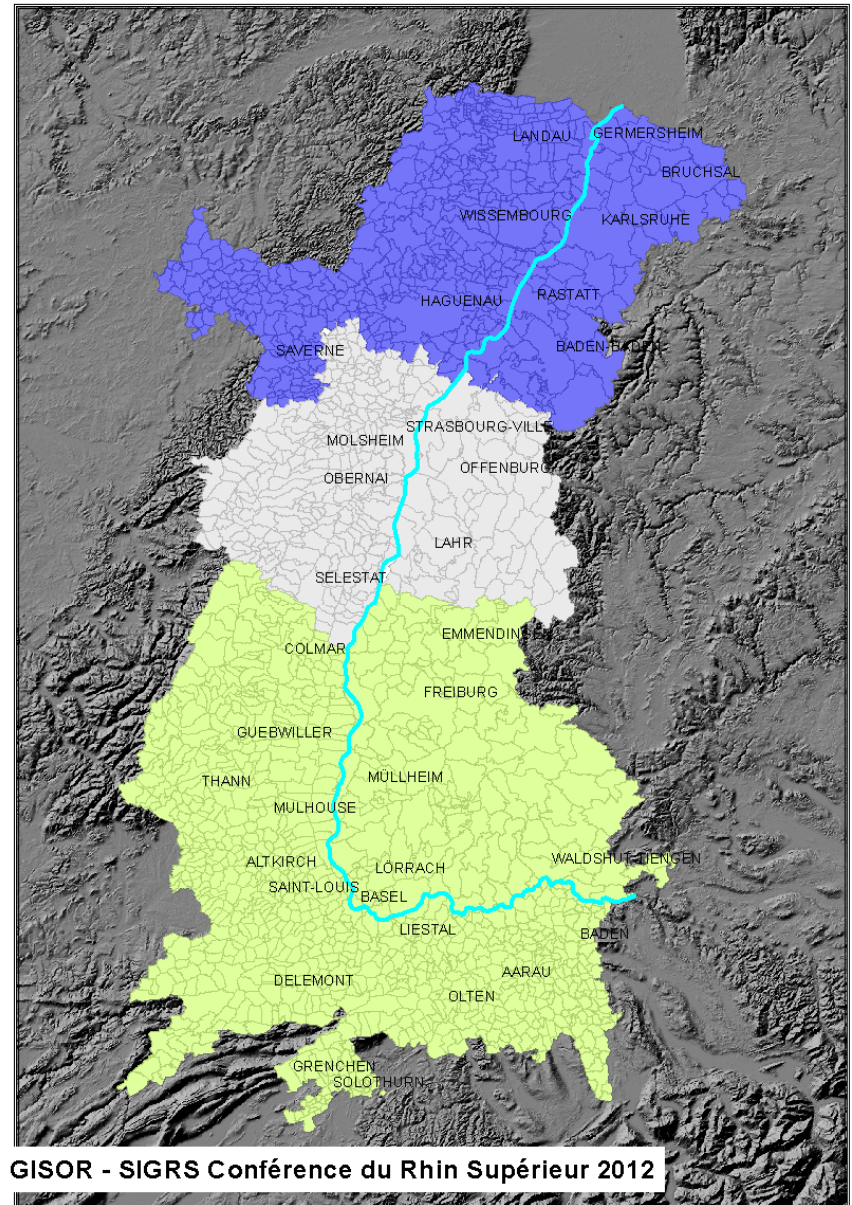 LANDAU
GERMERSHEIM
BRUCHSAL
WISSEMBOURG
KARLSRUHE
HAGUENAU
RASTATT
SAVERNE
BADEN-BADEN
STRASBOURG-VILLE
MOLSHEIM
OFFENBURG
OBERNAI
LAHR
SELESTAT
EMMENDINGEN
COLMAR
FREIBURG
GUEBWILLER
THANN
MÜLLHEIM
MULHOUSE
ALTKIRCH
LÖRRACH
WALDSHUT-TIENGEN
SAINT-LOUIS
BASEL
LIESTAL
BADEN
DELEMONT
AARAU
OLTEN
GRENCHEN
SOLOTHURN
GISOR - SIGRS Conférence du Rhin Supérieur 2012